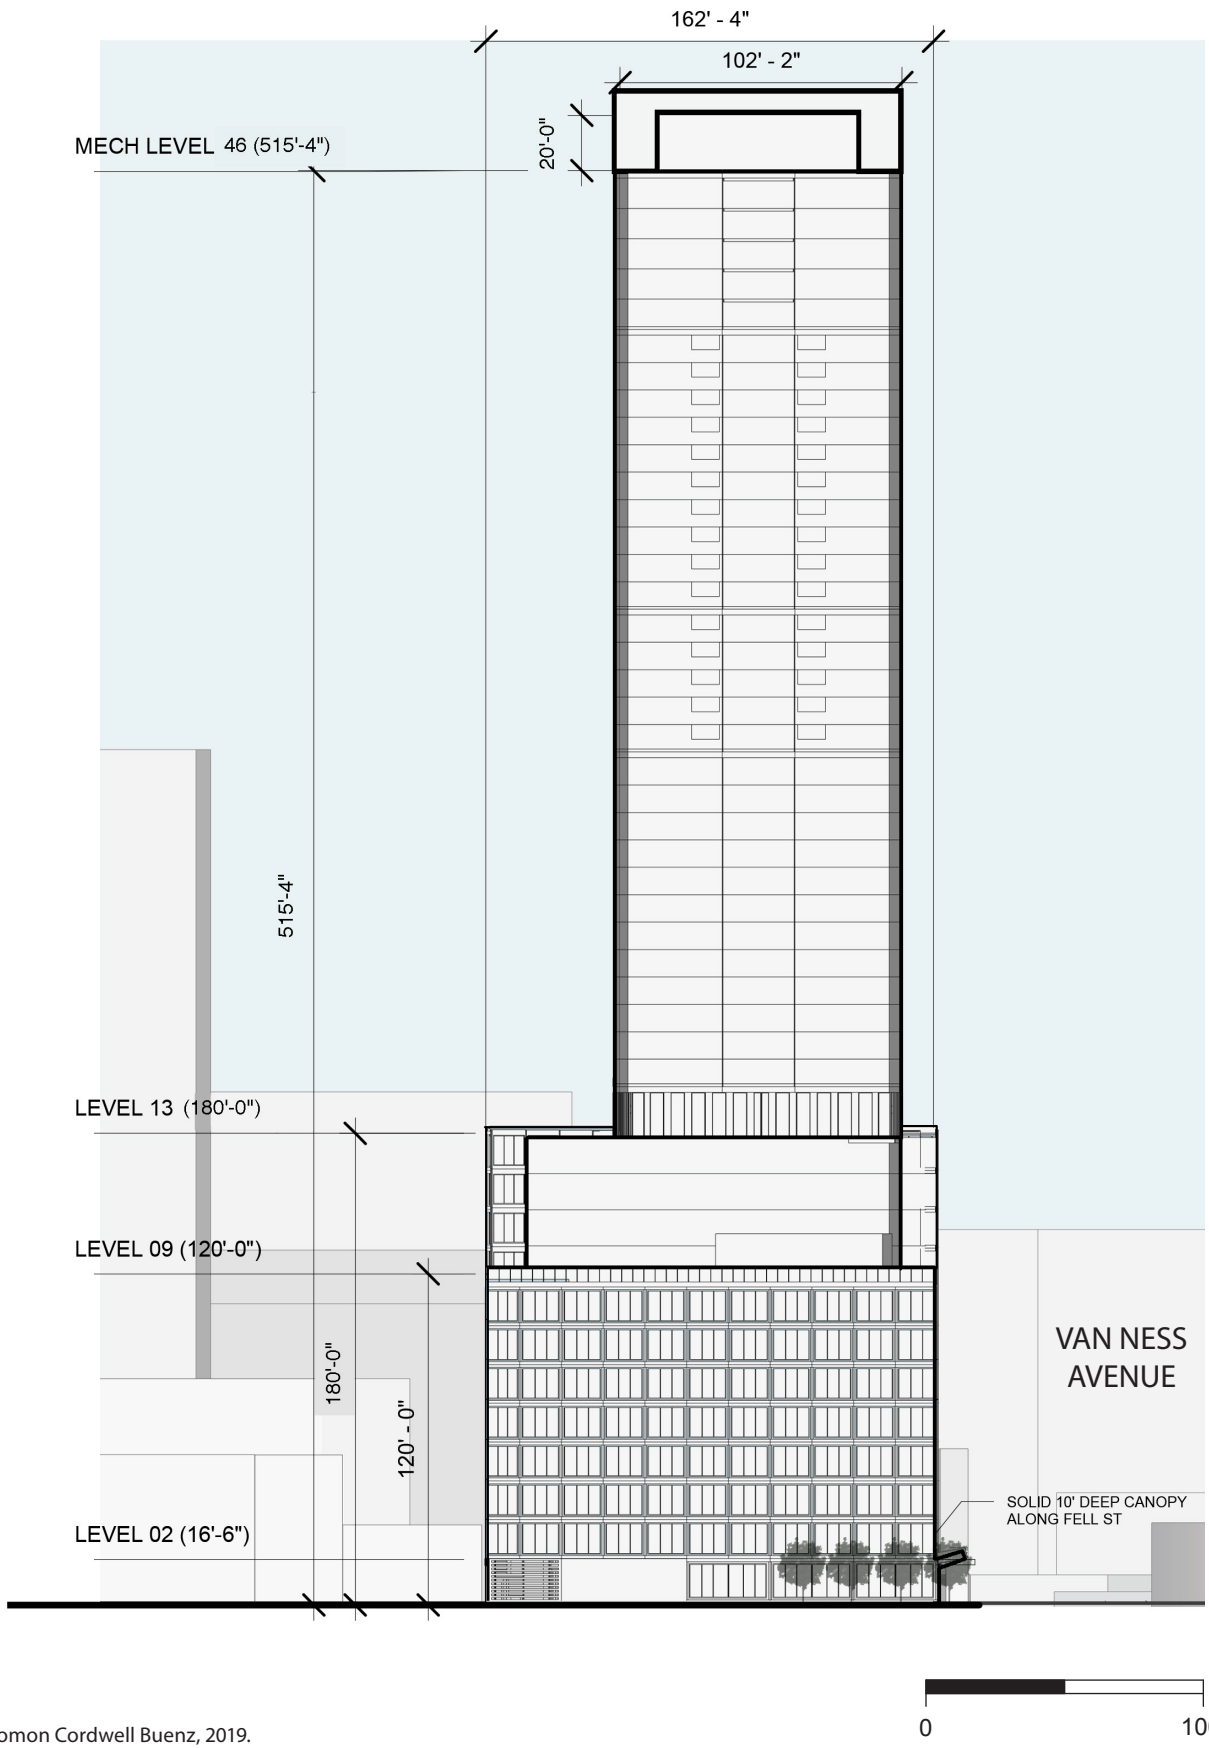 162' - 4"
102' - 2"
20'-0"
MECH LEVEL 46 (515'-4")
515'-4"
LEVEL 13 (180'-0")
LEVEL 09 (120'-0")
180'-0"
120' - 0"
VAN NESS
AVENUE
SOLID 10' DEEP CANOPY
ALONG FELL ST
LEVEL 02 (16'-6")
0
omon Cordwell Buenz, 2019.